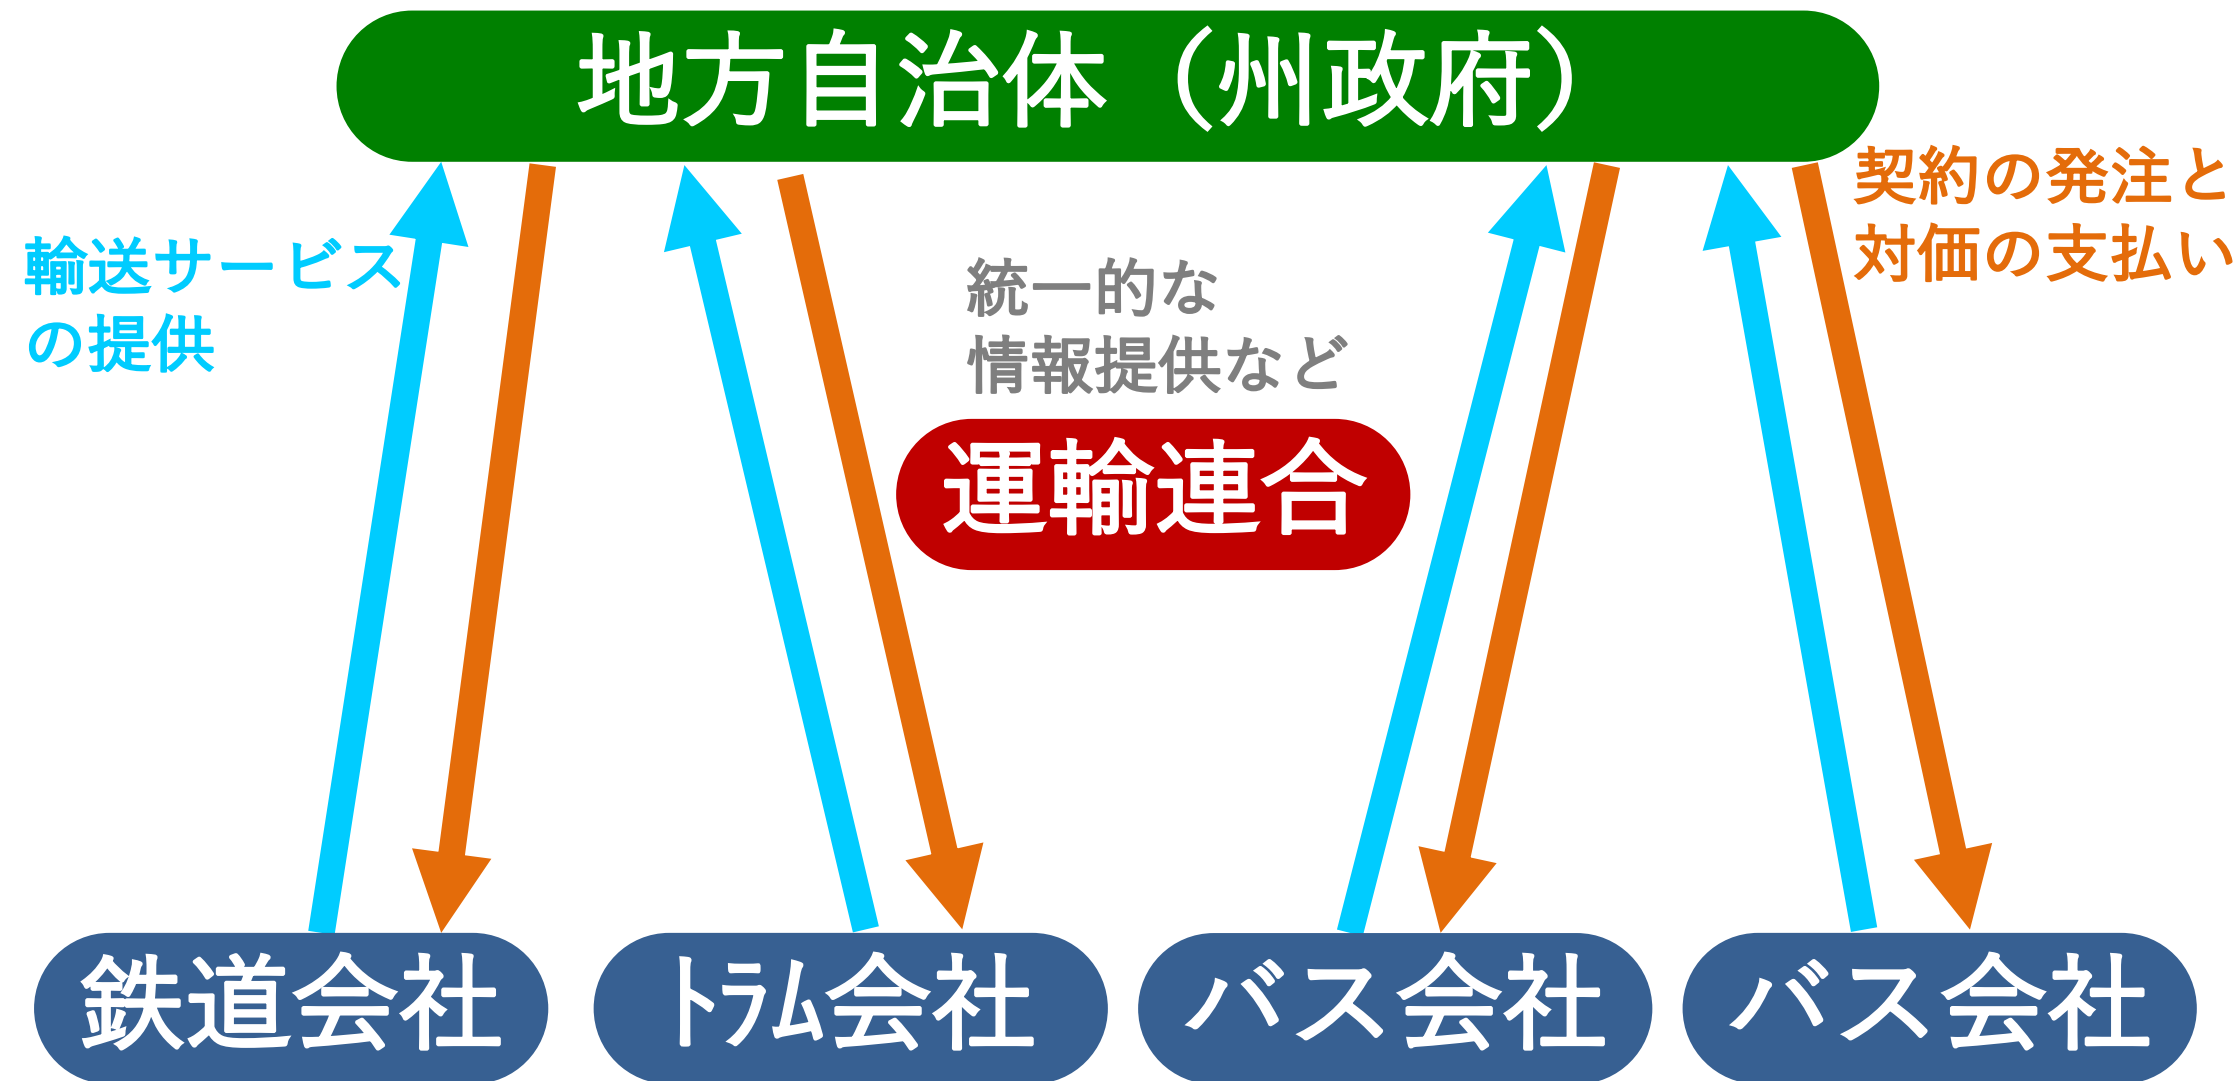 地方自治体（州政府）
契約の発注と
対価の支払い
輸送サービス
の提供
統一的な
情報提供など
運輸連合
鉄道会社
ﾄﾗﾑ会社
バス会社
バス会社